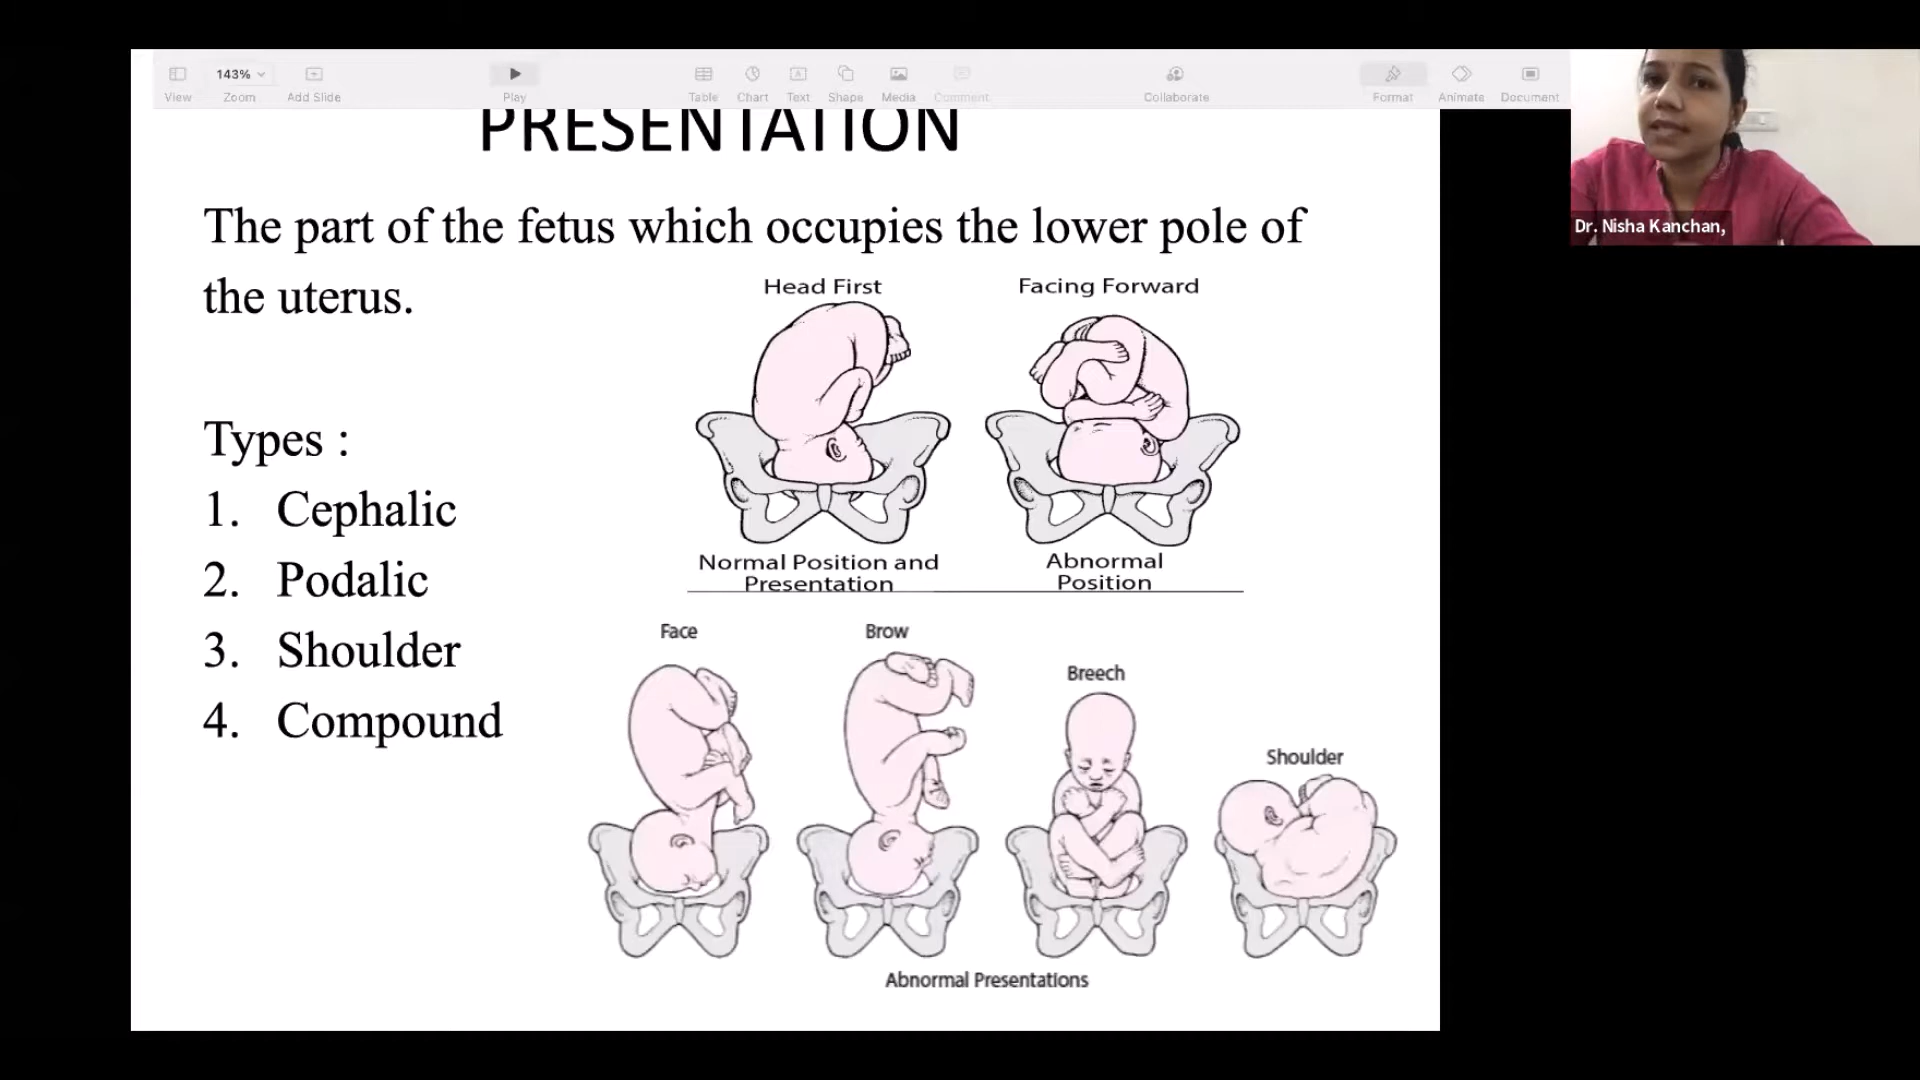 143%
View
Zoom
Add Slide
Play
Table
Chart
Text
Shape
Media
Comment
Collaborate
Format
Animate
Document
PRESENTATION
Dr. Nisha Kanchan,
The part of the fetus which occupies the lower pole of
the uterus.
Head First
Facing Forward
Types :
1. Cephalic
2. Podalic
3. Shoulder
4. Compound
Normal Position and
Presentation
Abnormal
Position
Face
Brow
Breech
Shoulder
Abnormal Presentations